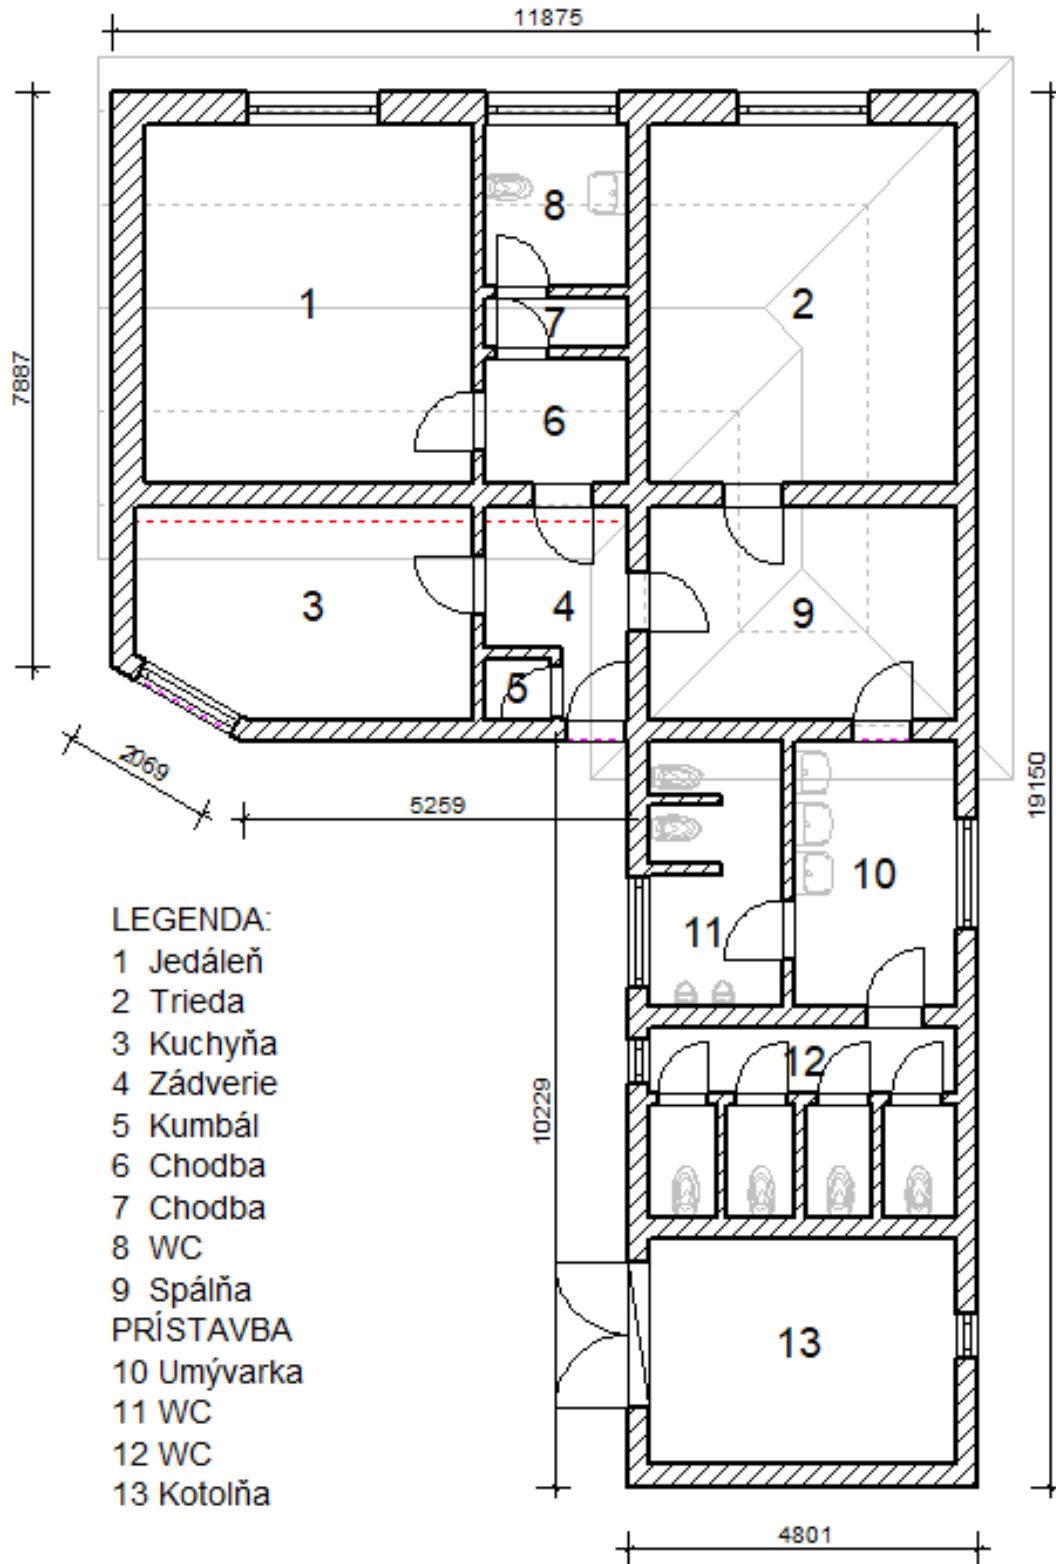 11875
8
1
2
7
7887
6
3
4
9
5
2069
5259
19150
10
11
LEGENDA:
1 Jedáleň
2 Trieda
3 Kuchyňa
4 Zádverie
5 Kumbál
6 Chodba
7 Chodba
8 WC
9 Spálňa
PRÍSTAVBA
10 Umývarka
11 WC
12 WC
13 Kotolňa
12
10229
13
4801